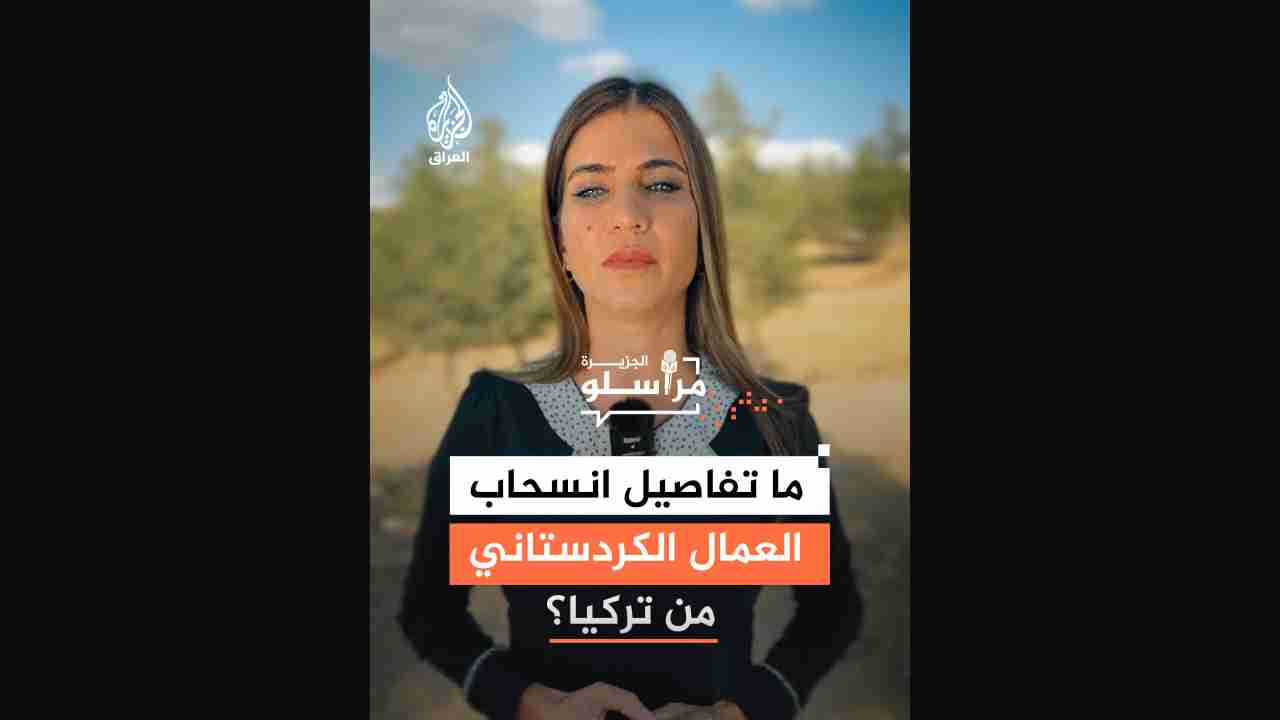 الجزيرة
العراق
الجزيرة
مراسلو
ما تفاصيل انسحاب
العمال الكردستاني
من تركيا؟